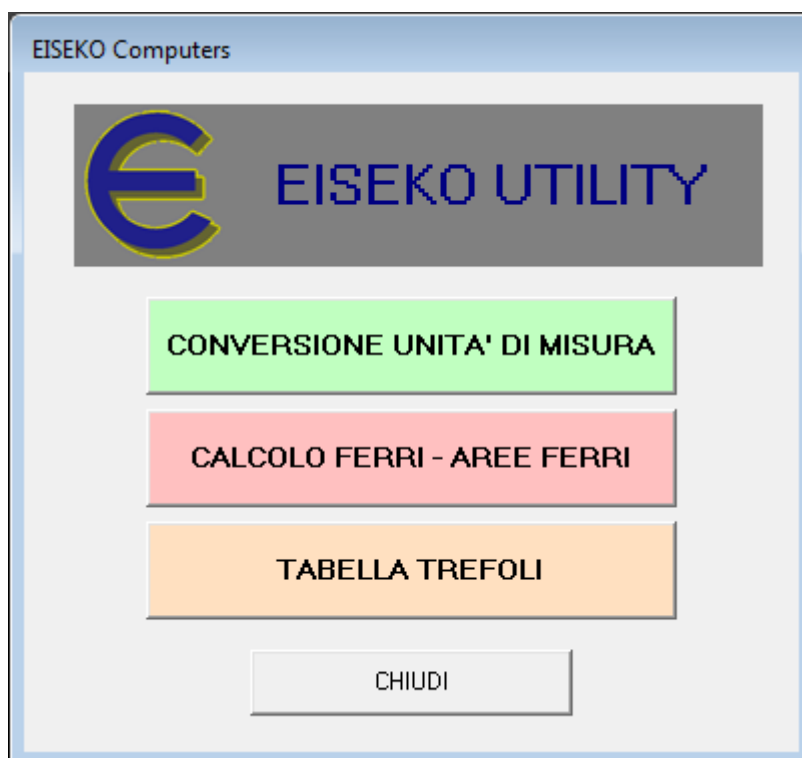 EISEKO Computers
EISEKO UTILITY
CONVERSIONE UNITA' DI MISURA
CALCOLO FERRI - AREE FERRI
TABELLA TREFOLI
CHIUDI